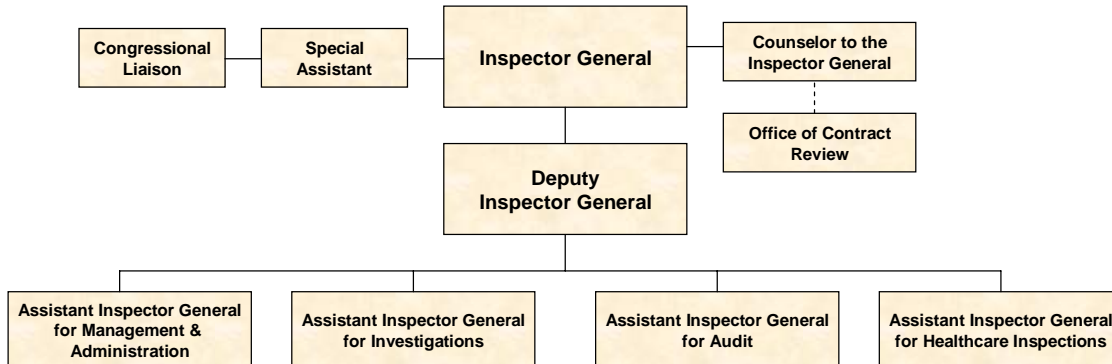 Congressional
Liaison
Special
Assistant
Inspector General
Counselor to the
Inspector General
Office of Contract
Review
Deputy
Inspector General
Assistant Inspector General
for Management &
Administration
Assistant Inspector General
for Investigations
Assistant Inspector General
for Audit
Assistant Inspector General
for Healthcare Inspections